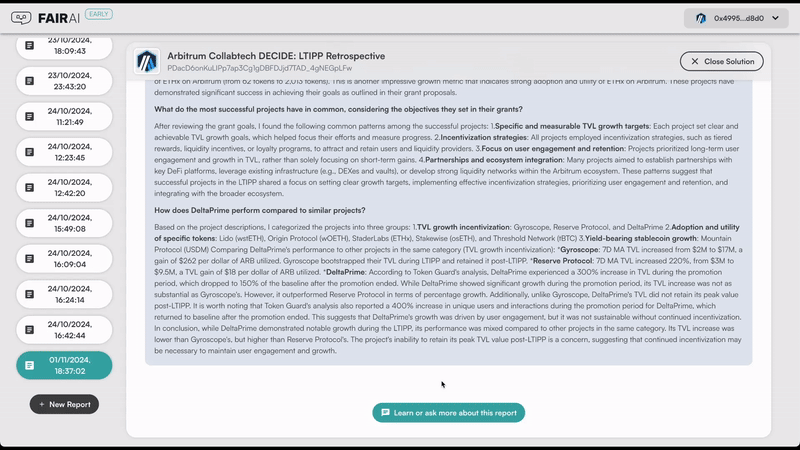 FAIR AI
EARLY
0x4995...d8d0
18:09:43
23/10/2024,
23:43:20
24/10/2024,
11:21:49
24/10/2024,
12:23:45
24/10/2024,
12:42:20
24/10/2024,
15:49:08
24/10/2024,
16:09:04
24/10/2024,
16:24:14
24/10/2024,
16:42:44
01/11/2024,
18:37:02
+ New Report
Arbitrum Collabtech DECIDE: LTIPP Retrospective
Close Solution
of ETHx on Arbitrum (from 62 tokens to 2,013 tokens). This is another impressive growth metric that indicates strong adoption and utility of ETHx on Arbitrum. These projects
demonstrated significant success in achieving their goals as outlined in their grant proposals.
What do the most successful projects have in common, considering the objectives they set in their grants?
After reviewing the grant goals, I found the following common patterns among the successful projects: 1.Specific and measurable TVL growth targets: Each project set clear and
achievable TVL growth goals, which helped focus their efforts and measure progress. 2.Incentivization strategies: All projects employed incentivization strategies, such as tiered
rewards, liquidity incentives, or loyalty programs, to attract and retain users and liquidity providers. 3.Focus on user engagement and retention: Projects prioritized long-term user
engagement and growth in TVL, rather than solely focusing on short-term gains. 4.Partnerships and ecosystem integration: Many projects aimed to establish partnerships with
key DeFi platforms, leverage existing infrastructure (e.g., DEXes and vaults), or develop strong liquidity networks within the Arbitrum ecosystem. These patterns suggest that
successful projects in the LTIPP shared a focus on setting clear growth targets, implementing effective incentivization strategies, prioritizing user engagement and retention, and
integrating with the broader ecosystem.
How does DeltaPrime perform compared to similar projects?
Based on the project descriptions, I categorized the projects into three groups: 1.TVL growth incentivization: Gyroscope, Reserve Protocol, and DeltaPrime 2.Adoption and utility
of specific tokens: Lido (wstETH), Origin Protocol (wOETH), StaderLabs (ETHx), Stakewise (osETH), and Threshold Network (tBTC) 3.Yield-bearing stablecoin growth: Mountain
Protocol (USDM) Comparing DeltaPrime's performance to other projects in the same category (TVL growth incentivization): *Gyroscope: 7D MA TVL increased from $2M to $17M,
a gain of $262 per dollar of ARB utilized. Gyroscope bootstrapped their TVL during LTIPP and retained it post-LTIPP. *Reserve Protocol: 7D MA TVL increased 220%, from $3M to
$9.5M, a TVL gain of $18 per dollar of ARB utilized. *DeltaPrime: According to Token Guard's analysis, DeltaPrime experienced a 300% increase in TVL during the promotion
period, which dropped to 150% of the baseline after the promotion ended. While DeltaPrime showed significant growth during the promotion period, its TVL increase was not as
substantial as Gyroscope's. However, it outperformed Reserve Protocol in terms of percentage growth. Additionally, unlike Gyroscope, DeltaPrime's TVL did not retain its peak value
post-LTIPP. It is worth noting that Token Guard's analysis also reported a 400% increase in unique users and interactions promotion period for DeltaPrime, which
returned to baseline after the promotion ended. This suggests that DeltaPrime's growth was driven by user engagement, but it was not sustainable without continued incentivization.
In conclusion, while DeltaPrime demonstrated notable growth during the LTIPP, its performance was mixed compared to other projects in the same category. Its TVL increase was
lower than Gyroscope's, but higher than Reserve Protocol's. The project's inability to retain its peak TVL value post-LTIPP is a concern, suggesting that continued incentivization may
be necessary to maintain user engagement and growth.
Learn or ask more about this report